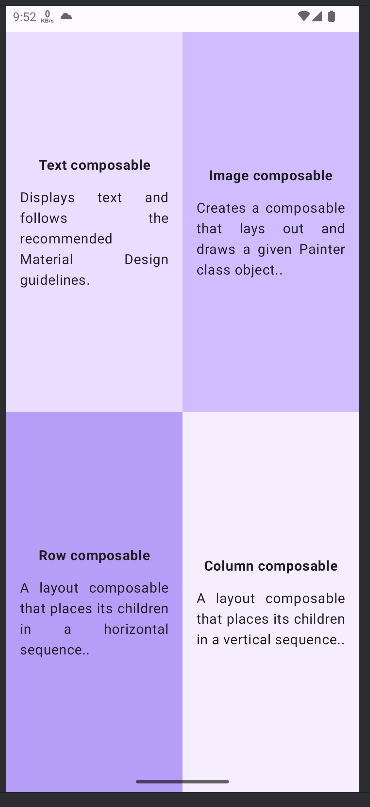 9:52 0 KB/s
Text composable
Displays text and
follows the
recommended
Material Design
guidelines.
Image composable
Creates a composable
that lays out and
draws a given Painter
class object..
Row composable
A layout composable
that places its children
in a horizontal
sequence..
Column composable
A layout composable
that places its children
in a vertical sequence..